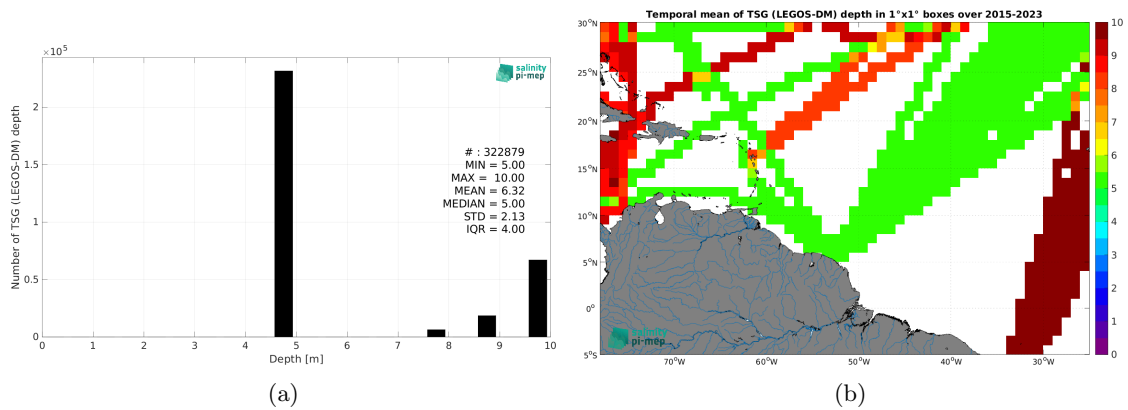 ×10⁵
salinity
pi-mep
# : 322879
MIN = 5.00
MAX = 10.00
MEAN = 6.32
MEDIAN = 5.00
STD = 2.13
IQR = 4.00
Number of TSG (LEGOS-DM) depth
2
1.5
1
0.5
0
0 1 2 3 4 5 6 7 8 9 10
Depth [m]
(a)
Temporal mean of TSG (LEGOS-DM) depth in 1°x1° boxes over 2015-2023
30°N
25°N
20°N
15°N
10°N
5°N
0°
5°S
70°W 60°W 50°W 40°W 30°W
salinity
pi-mep
10
9
8
7
6
5
4
3
2
1
0
(b)